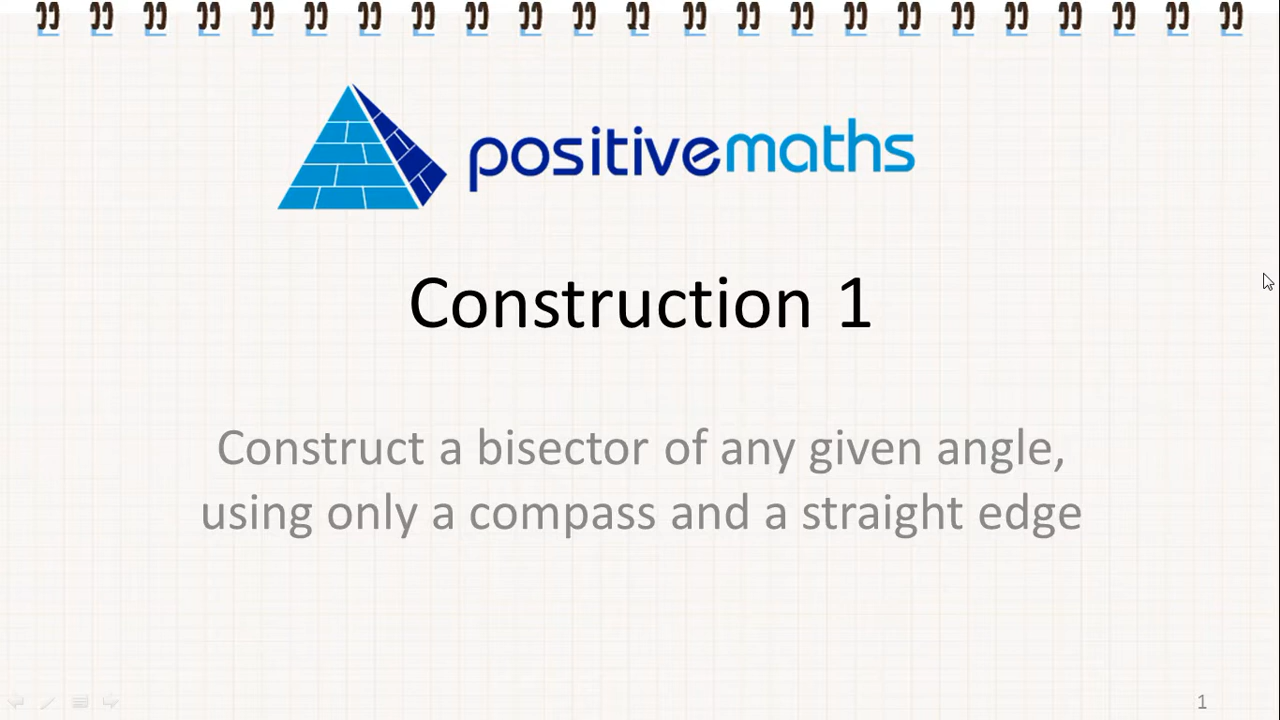 positivemaths
Construction 1
Construct a bisector of any given angle,
using only a compass and a straight edge
1